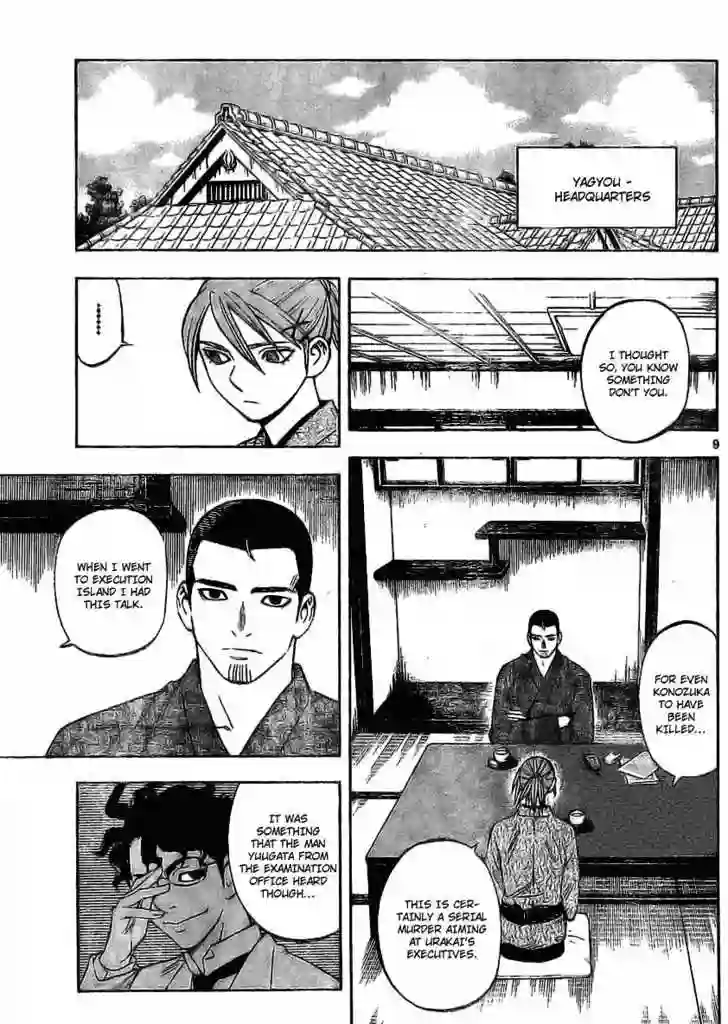 YAGYOU -
HEADQUARTERS
I THOUGHT
SO, YOU KNOW
SOMETHING
DON'T YOU.
......
9
FOR EVEN
KONOZUKA
TO HAVE
BEEN
KILLED...
THIS IS CER-
TAINLY A SERIAL
MURDER AIMING
AT URAKAI'S
EXECUTIVES.
WHEN I WENT
TO EXECUTION
ISLAND I HAD
THIS TALK.
IT WAS
SOMETHING
THAT THE MAN
YUUGATA FROM
THE EXAMINATION
OFFICE HEARD
THOUGH...